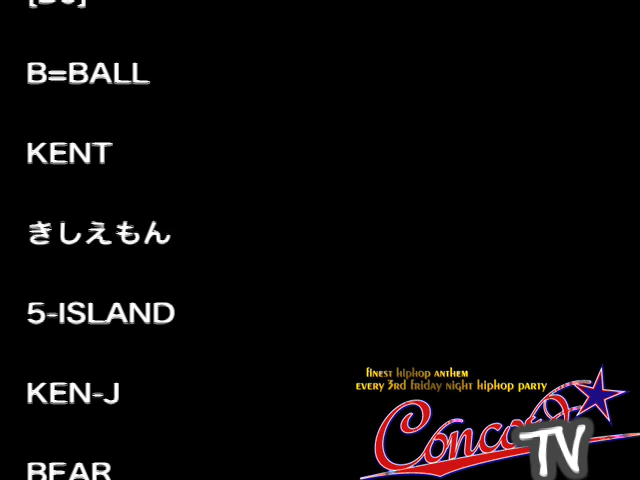 [DJ]
B=BALL
KENT
きしえもん
5-ISLAND
KEN-J
BEAR
finest hiphop anthem
every 3rd friday night hiphop party
TV